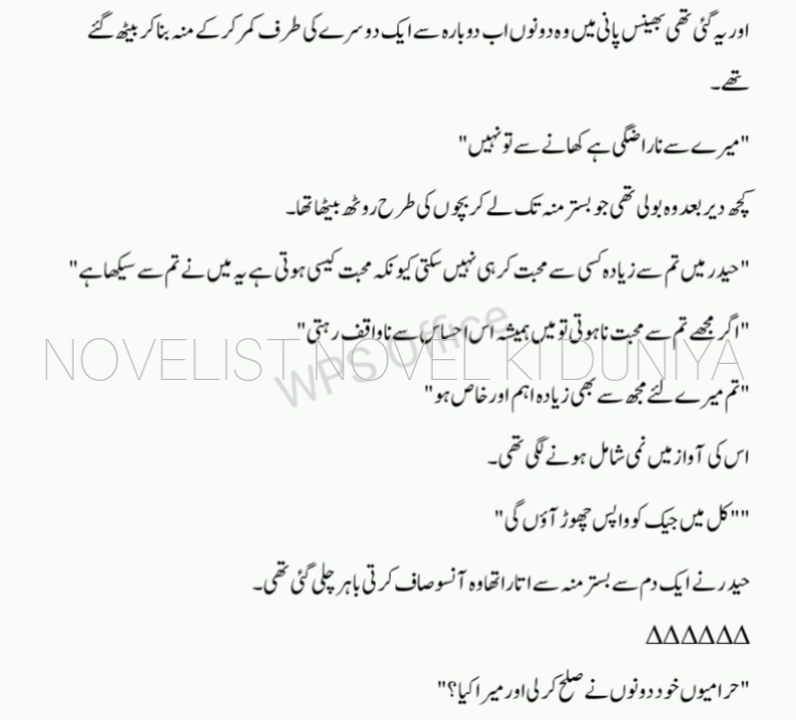 اور یہ گئی تھی بھینس پانی میں وہ دونوں اب دوبارہ سے ایک دوسرے کی طرف کمر کر کے منہ بنا کر بیٹھ گئے
تھے۔
"میرے سے ناراضگی ہے کھانے سے تو نہیں"
کچھ دیر بعد وہ بولی تھی جو بستر منہ تک لے کر بچوں کی طرح روٹھ بیٹھا تھا۔
"حیدر میں تم سے زیادہ کسی سے محبت کر ہی نہیں سکتی کیونکہ محبت کیسی ہوتی ہے یہ میں نے تم سے سیکھا ہے"
"اگر مجھے تم سے محبت نا ہوتی تو میں ہمیشہ اس احساس سے ناواقف رہتی"
NOVELIST NOVEL KI DUNIYA
WPS Office
"تم میرے لئے مجھ سے بھی زیادہ اہم اور خاص ہو"
اس کی آواز میں نمی شامل ہونے لگی تھی۔
""کل میں جیک کو واپس چھوڑ آؤں گی"
حیدر نے ایک دم سے بستر منہ سے اتارا تھا وہ آنسو صاف کرتی باہر چلی گئی تھی۔
ΔΔΔΔΔΔ
"حرامیوں خود دونوں نے صلح کر لی اور میرا کیا؟"